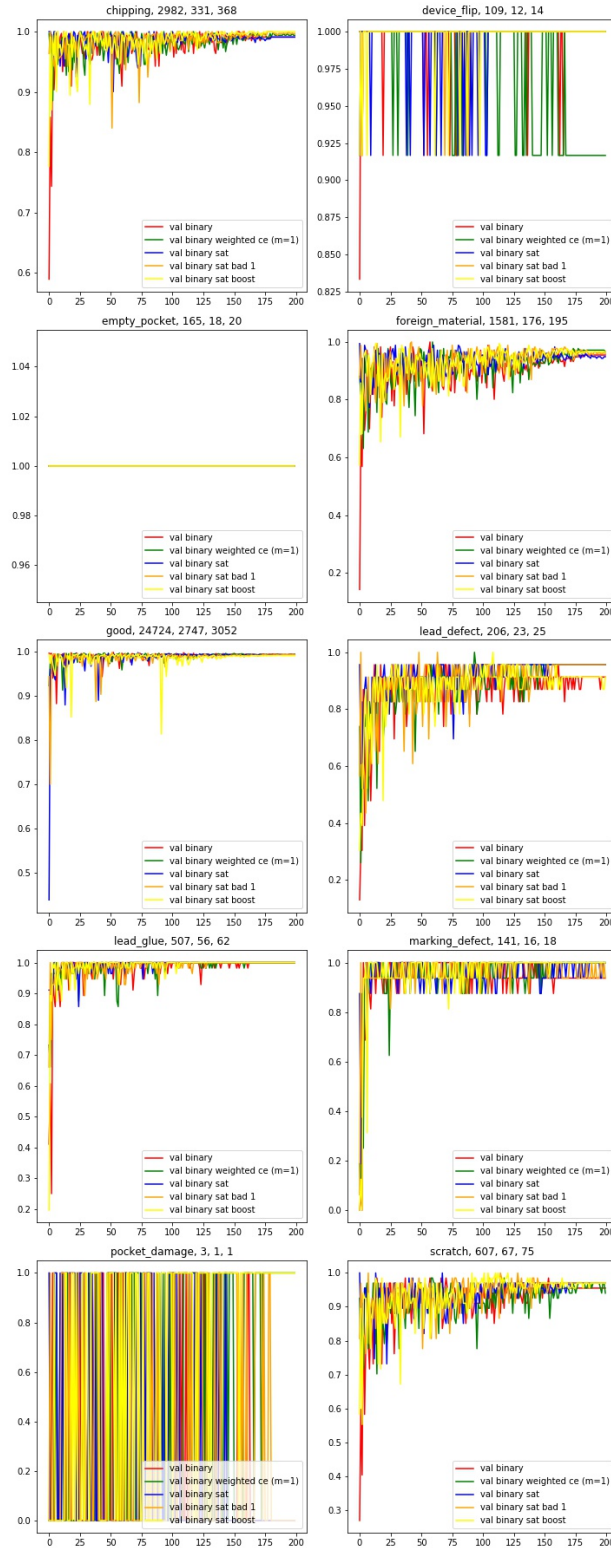 chipping, 2982, 331, 368
1.0
0.9
0.8
0.7
0.6
0 25 50 75 100 125 150 175 200
val binary
val binary weighted ce (m=1)
val binary sat
val binary sat bad 1
val binary sat boost
device_flip, 109, 12, 14
1.000
0.975
0.950
0.925
0.900
0.875
0.850
0.825
0 25 50 75 100 125 150 175 200
val binary
val binary weighted ce (m=1)
val binary sat
val binary sat bad 1
val binary sat boost
empty_pocket, 165, 18, 20
1.04
1.02
1.00
0.98
0.96
0 25 50 75 100 125 150 175 200
val binary
val binary weighted ce (m=1)
val binary sat
val binary sat bad 1
val binary sat boost
foreign_material, 1581, 176, 195
1.0
0.8
0.6
0.4
0.2
0 25 50 75 100 125 150 175 200
val binary
val binary weighted ce (m=1)
val binary sat
val binary sat bad 1
val binary sat boost
good, 24724, 2747, 3052
1.0
0.9
0.8
0.7
0.6
0.5
0 25 50 75 100 125 150 175 200
val binary
val binary weighted ce (m=1)
val binary sat
val binary sat bad 1
val binary sat boost
lead_defect, 206, 23, 25
1.0
0.8
0.6
0.4
0.2
0 25 50 75 100 125 150 175 200
val binary
val binary weighted ce (m=1)
val binary sat
val binary sat bad 1
val binary sat boost
lead_glue, 507, 56, 62
1.0
0.9
0.8
0.7
0.6
0.5
0.4
0.3
0.2
0 25 50 75 100 125 150 175 200
val binary
val binary weighted ce (m=1)
val binary sat
val binary sat bad 1
val binary sat boost
marking_defect, 141, 16, 18
1.0
0.8
0.6
0.4
0.2
0.0
0 25 50 75 100 125 150 175 200
val binary
val binary weighted ce (m=1)
val binary sat
val binary sat bad 1
val binary sat boost
pocket_damage, 3, 1, 1
1.0
0.8
0.6
0.4
0.2
0.0
0 25 50 75 100 125 150 175 200
val binary
val binary weighted ce (m=1)
val binary sat
val binary sat bad 1
val binary sat boost
scratch, 607, 67, 75
1.0
0.9
0.8
0.7
0.6
0.5
0.4
0.3
0 25 50 75 100 125 150 175 200
val binary
val binary weighted ce (m=1)
val binary sat
val binary sat bad 1
val binary sat boost